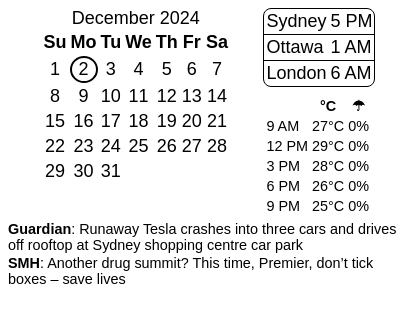 December 2024
Su Mo Tu We Th Fr Sa
1 2 3 4 5 6 7
8 9 10 11 12 13 14
15 16 17 18 19 20 21
22 23 24 25 26 27 28
29 30 31
Sydney 5 PM
Ottawa 1 AM
London 6 AM
°C ☂
9 AM 27°C 0%
12 PM 29°C 0%
3 PM 28°C 0%
6 PM 26°C 0%
9 PM 25°C 0%
Guardian: Runaway Tesla crashes into three cars and drives
off rooftop at Sydney shopping centre car park
SMH: Another drug summit? This time, Premier, don’t tick
boxes – save lives